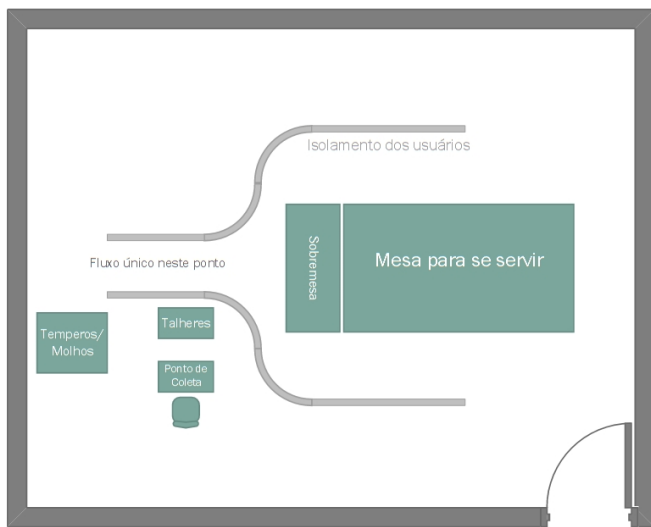 Isolamento dos usuários
Sobremesa
Mesa para se servir
Fluxo único neste ponto
Temperos/
Molhos
Talheres
Ponto de
Coleta